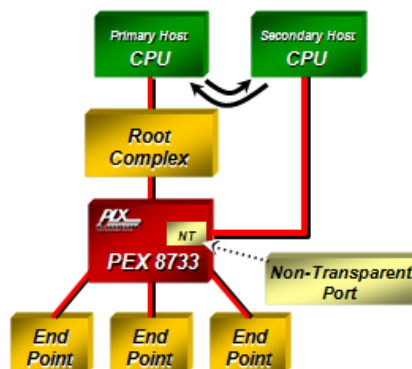 Primary Host
CPU
Secondary Host
CPU
Root
Complex
PLX
NT
PEX 8733
Non-Transparent
Port
End
Point
End
Point
End
Point